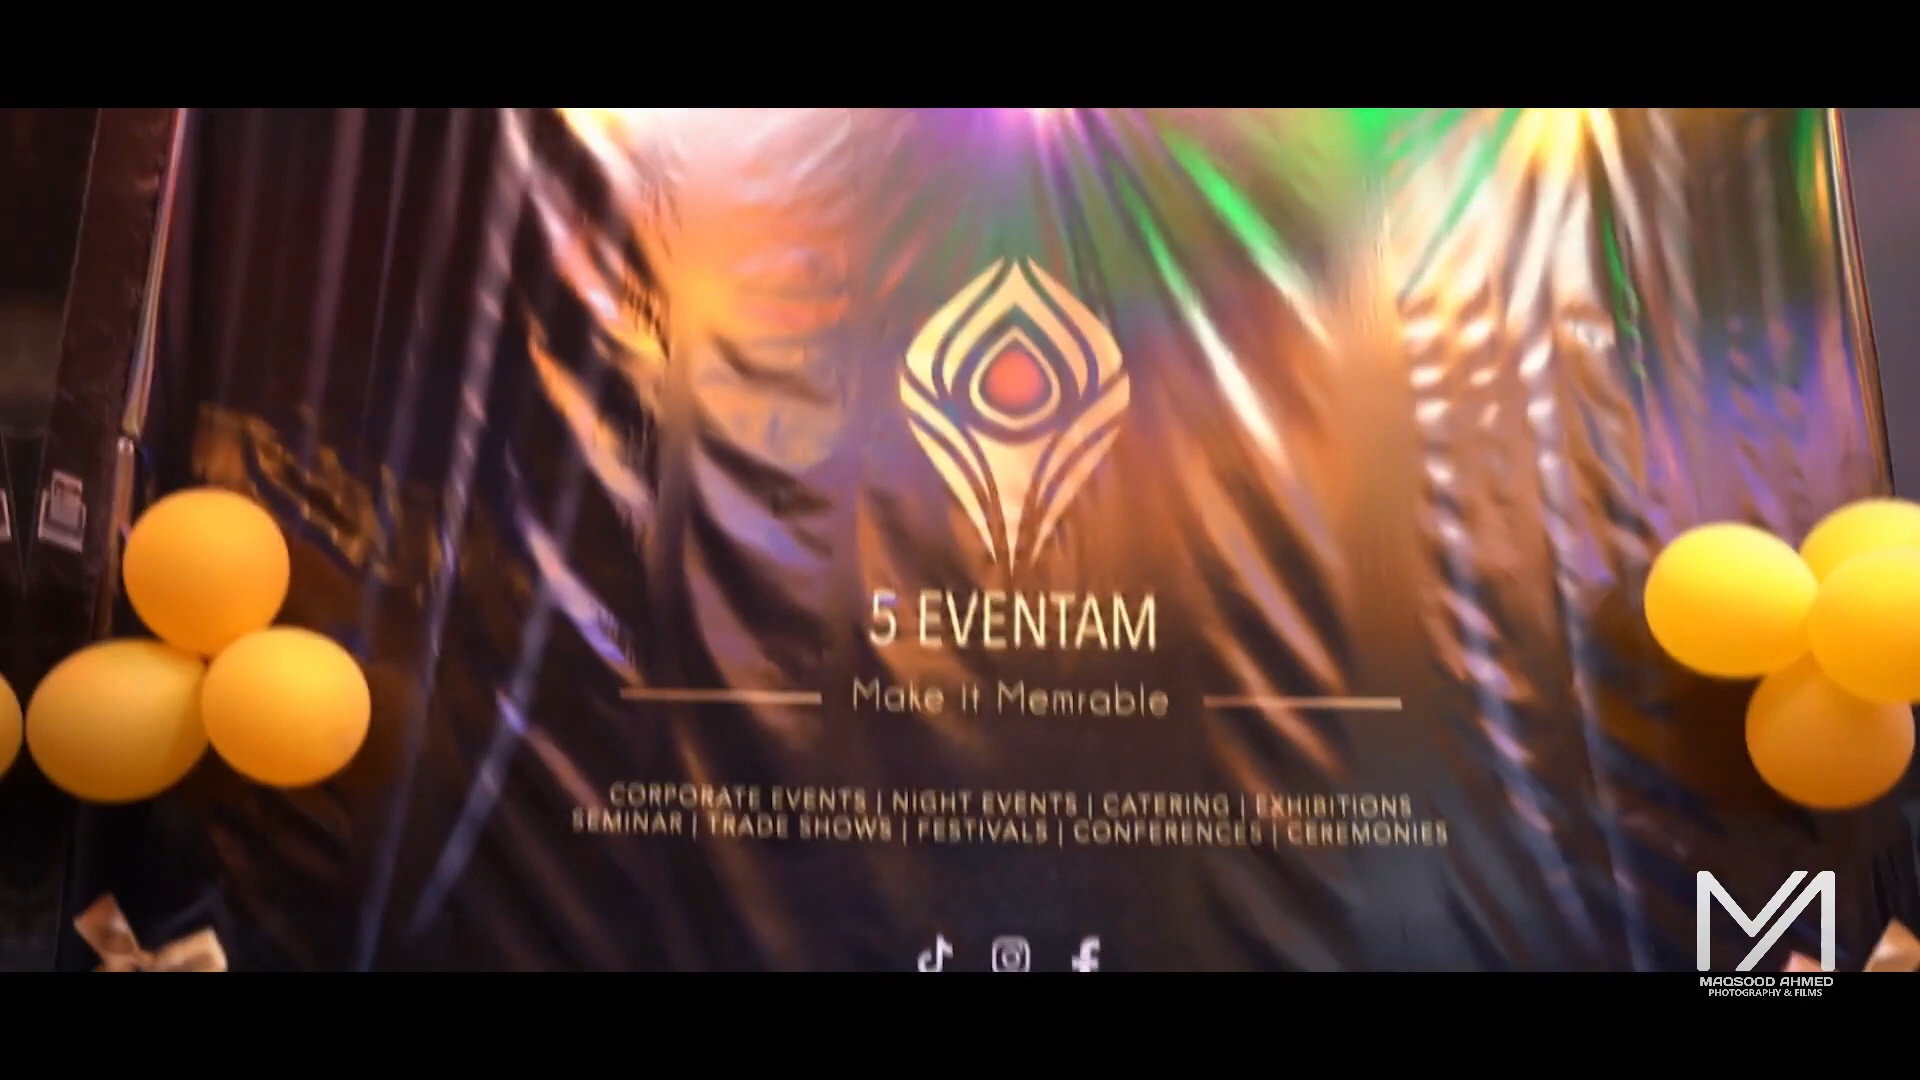 5 EVENTAM
Make It Memrable
CORPORATE EVENTS | NIGHT EVENTS | CATERING | EXHIBITIONS
SEMINAR | TRADE SHOWS | FESTIVALS | CONFERENCES | CEREMONIES
MAQSOOD AHMED
PHOTOGRAPHY & FILMS